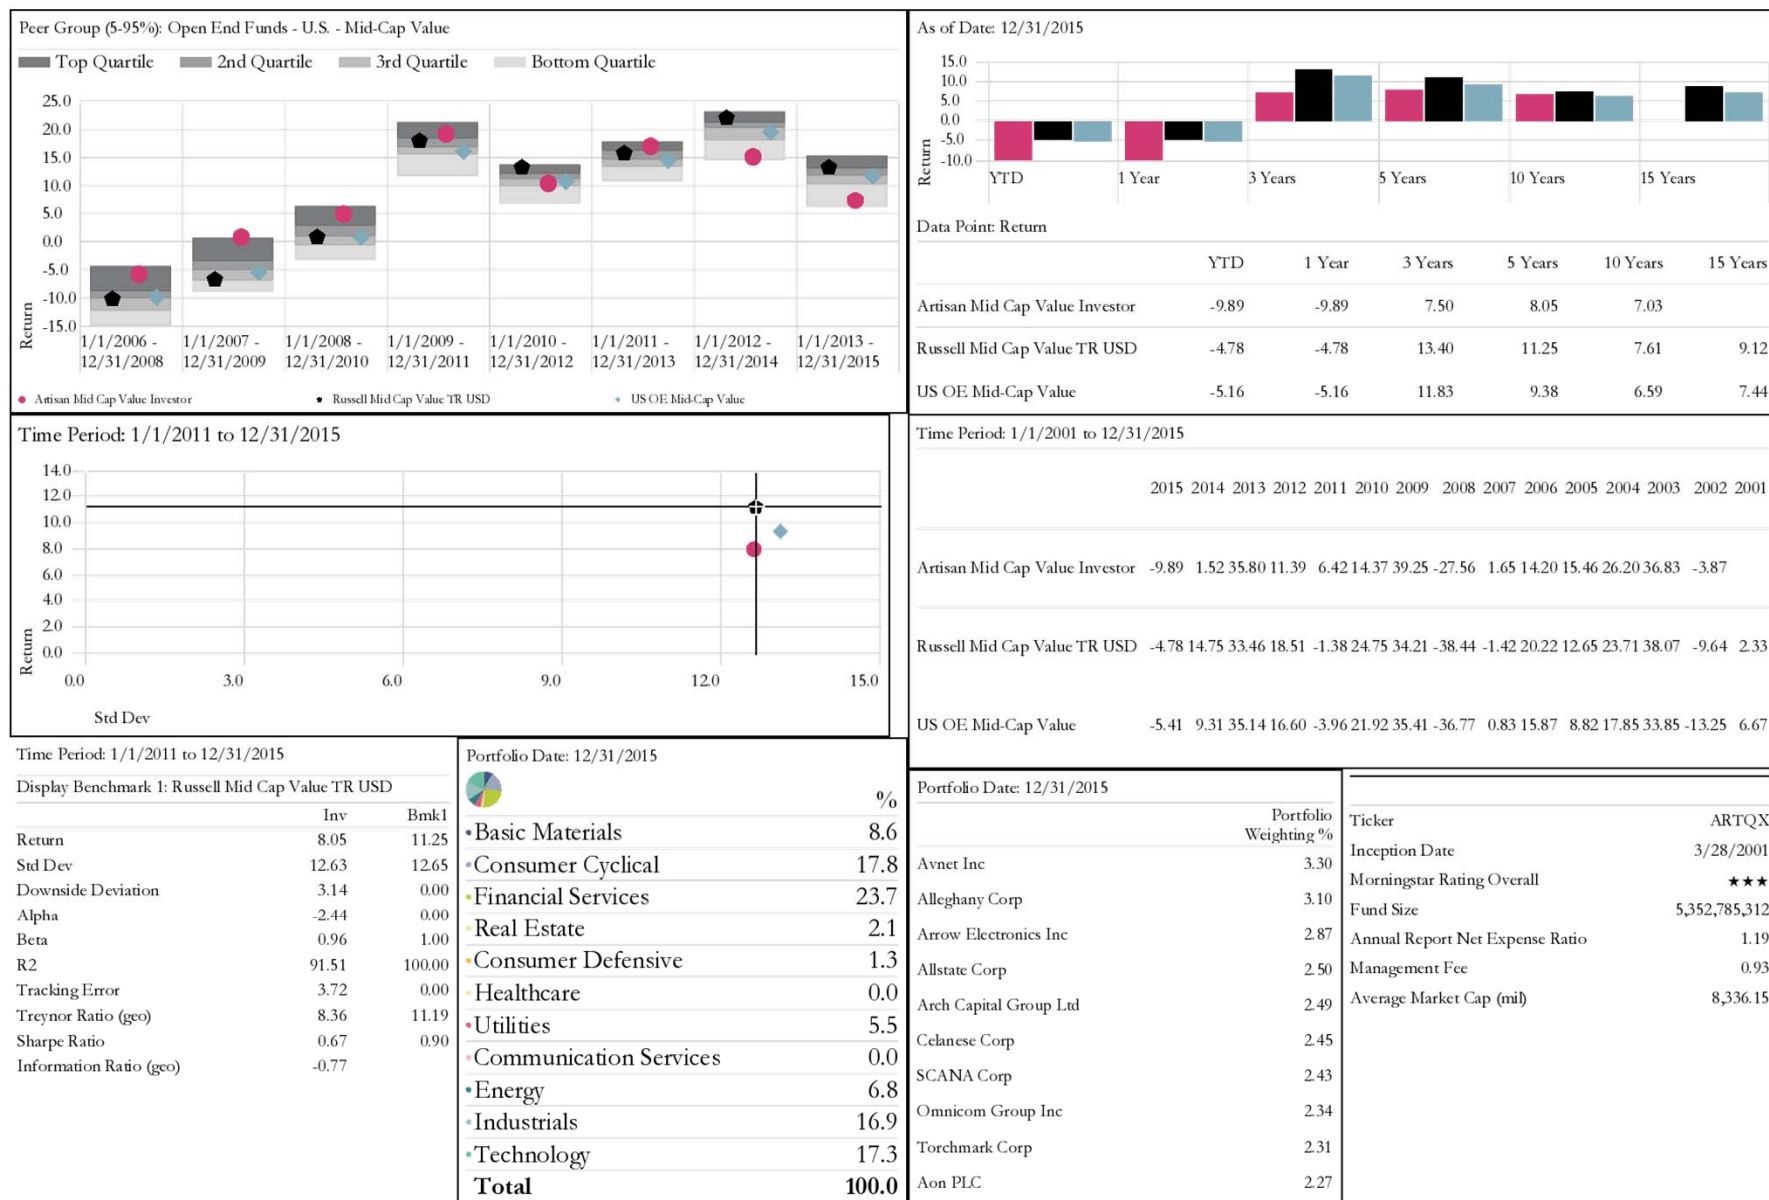 Peer Group (5-95%): Open End Funds - U.S. - Mid-Cap Value
Top Quartile 2nd Quartile 3rd Quartile Bottom Quartile
25.0
20.0
15.0
10.0
5.0
0.0
-5.0
-10.0
-15.0
Return
1/1/2006 - 1/1/2007 - 1/1/2008 - 1/1/2009 - 1/1/2010 - 1/1/2011 - 1/1/2012 - 1/1/2013 -
12/31/2008 12/31/2009 12/31/2010 12/31/2011 12/31/2012 12/31/2013 12/31/2014 12/31/2015
Artisan Mid Cap Value Investor Russell Mid Cap Value TR USD US OE Mid-Cap Value
As of Date: 12/31/2015
15.0
10.0
5.0
0.0
-5.0
-10.0
Return
YTD 1 Year 3 Years 5 Years 10 Years 15 Years
Data Point: Return
YTD 1 Year 3 Years 5 Years 10 Years 15 Years
Artisan Mid Cap Value Investor -9.89 -9.89 7.50 8.05 7.03
Russell Mid Cap Value TR USD -4.78 -4.78 13.40 11.25 7.61 9.12
US OE Mid-Cap Value -5.16 -5.16 11.83 9.38 6.59 7.44
Time Period: 1/1/2011 to 12/31/2015
14.0
12.0
10.0
8.0
6.0
4.0
2.0
0.0
Return
0.0 3.0 6.0 9.0 12.0 15.0
Std Dev
Time Period: 1/1/2001 to 12/31/2015
2015 2014 2013 2012 2011 2010 2009 2008 2007 2006 2005 2004 2003 2002 2001
Artisan Mid Cap Value Investor -9.89 1.52 35.80 11.39 6.42 14.37 39.25 -27.56 1.65 14.20 15.46 26.20 36.83 -3.87
Russell Mid Cap Value TR USD -4.78 14.75 33.46 18.51 -1.38 24.75 34.21 -38.44 -1.42 20.22 12.65 23.71 38.07 -9.64 2.33
US OE Mid-Cap Value -5.41 9.31 35.14 16.60 -3.96 21.92 35.41 -36.77 0.83 15.87 8.82 17.85 33.85 -13.25 6.67
Time Period: 1/1/2011 to 12/31/2015
Display Benchmark 1: Russell Mid Cap Value TR USD
Inv Bmk1
Return 8.05 11.25
Std Dev 12.63 12.65
Downside Deviation 3.14 0.00
Alpha -2.44 0.00
Beta 0.96 1.00
R2 91.51 100.00
Tracking Error 3.72 0.00
Treynor Ratio (geo) 8.36 11.19
Sharpe Ratio 0.67 0.90
Information Ratio (geo) -0.77
Portfolio Date: 12/31/2015
%
Basic Materials 8.6
Consumer Cyclical 17.8
Financial Services 23.7
Real Estate 2.1
Consumer Defensive 1.3
Healthcare 0.0
Utilities 5.5
Communication Services 0.0
Energy 6.8
Industrials 16.9
Technology 17.3
Total 100.0
Portfolio Date: 12/31/2015
Portfolio
Weighting %
Avnet Inc 3.30
Alleghany Corp 3.10
Arrow Electronics Inc 2.87
Allstate Corp 2.50
Arch Capital Group Ltd 2.49
Celanese Corp 2.45
SCANA Corp 2.43
Omnicom Group Inc 2.34
Torchmark Corp 2.31
Aon PLC 2.27
Ticker ARTQX
Inception Date 3/28/2001
Morningstar Rating Overall ★★★
Fund Size 5,352,785,312
Annual Report Net Expense Ratio 1.19
Management Fee 0.93
Average Market Cap (mil) 8,336.15